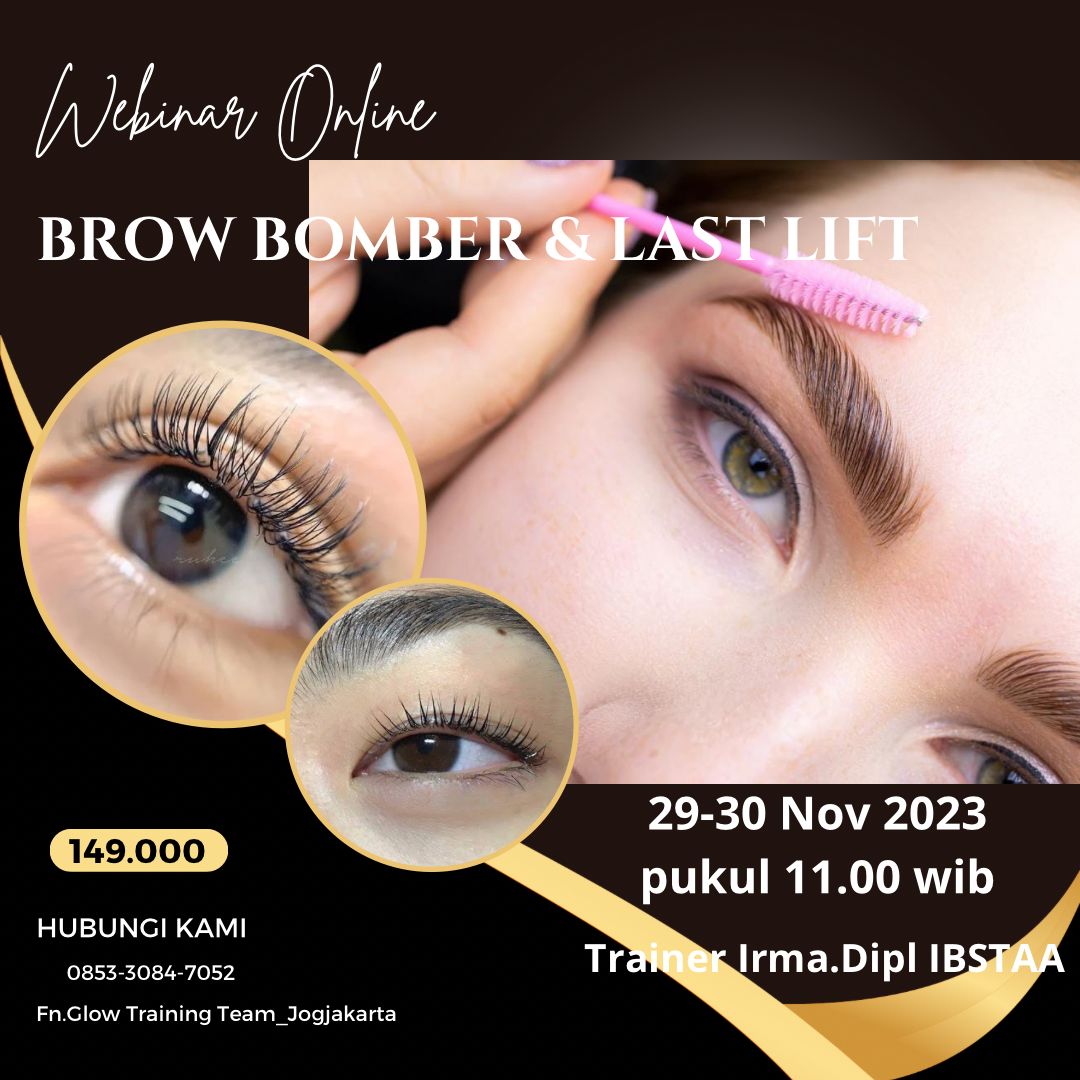 Webinar Online
BROW BOMBER & LAST LIFT
29-30 Nov 2023
pukul 11.00 wib
149.000
HUBUNGI KAMI
0853-3084-7052
Fn.Glow Training Team_Jogjakarta
Trainer Irma.Dipl IBSTAA